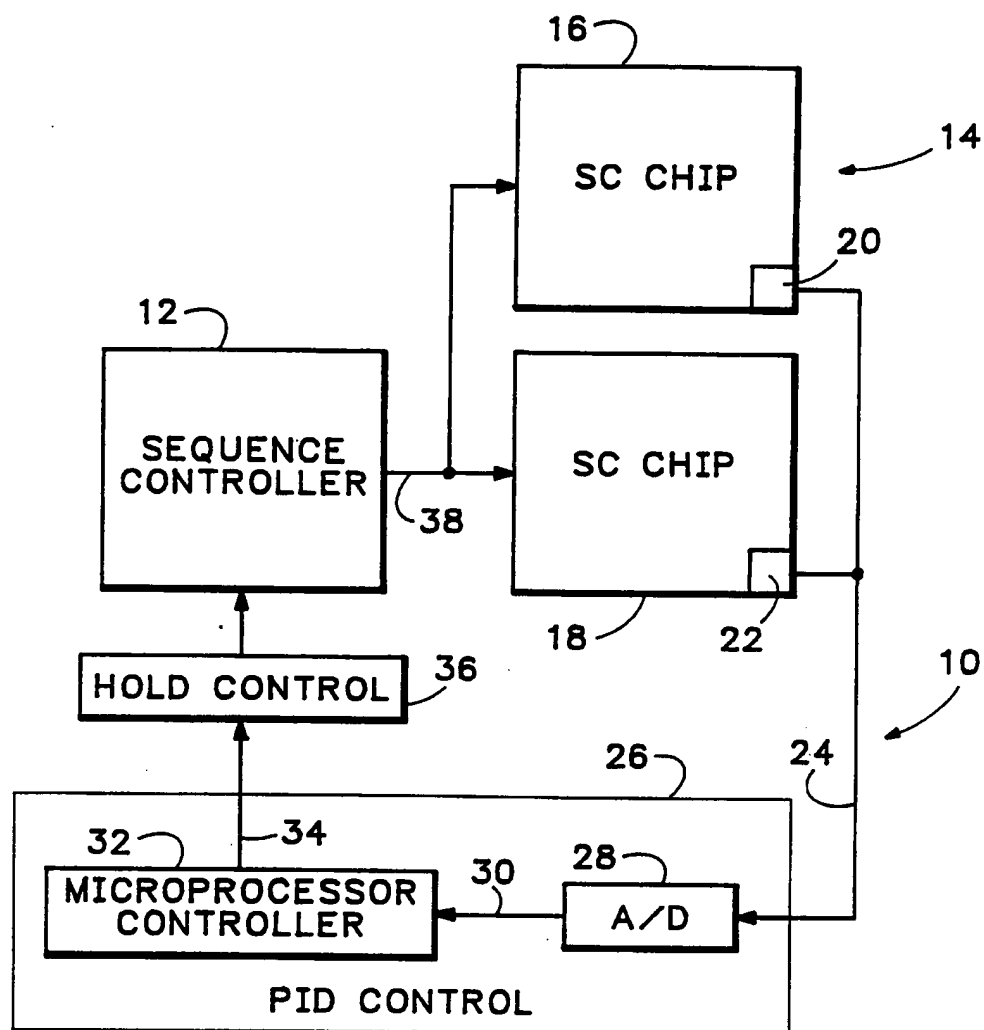 16
SC CHIP
14
20
12
SEQUENCE
CONTROLLER
38
SC CHIP
18
22
HOLD CONTROL
36
10
24
26
34
32
MICROPROCESSOR
CONTROLLER
30
28
A/D
PID CONTROL